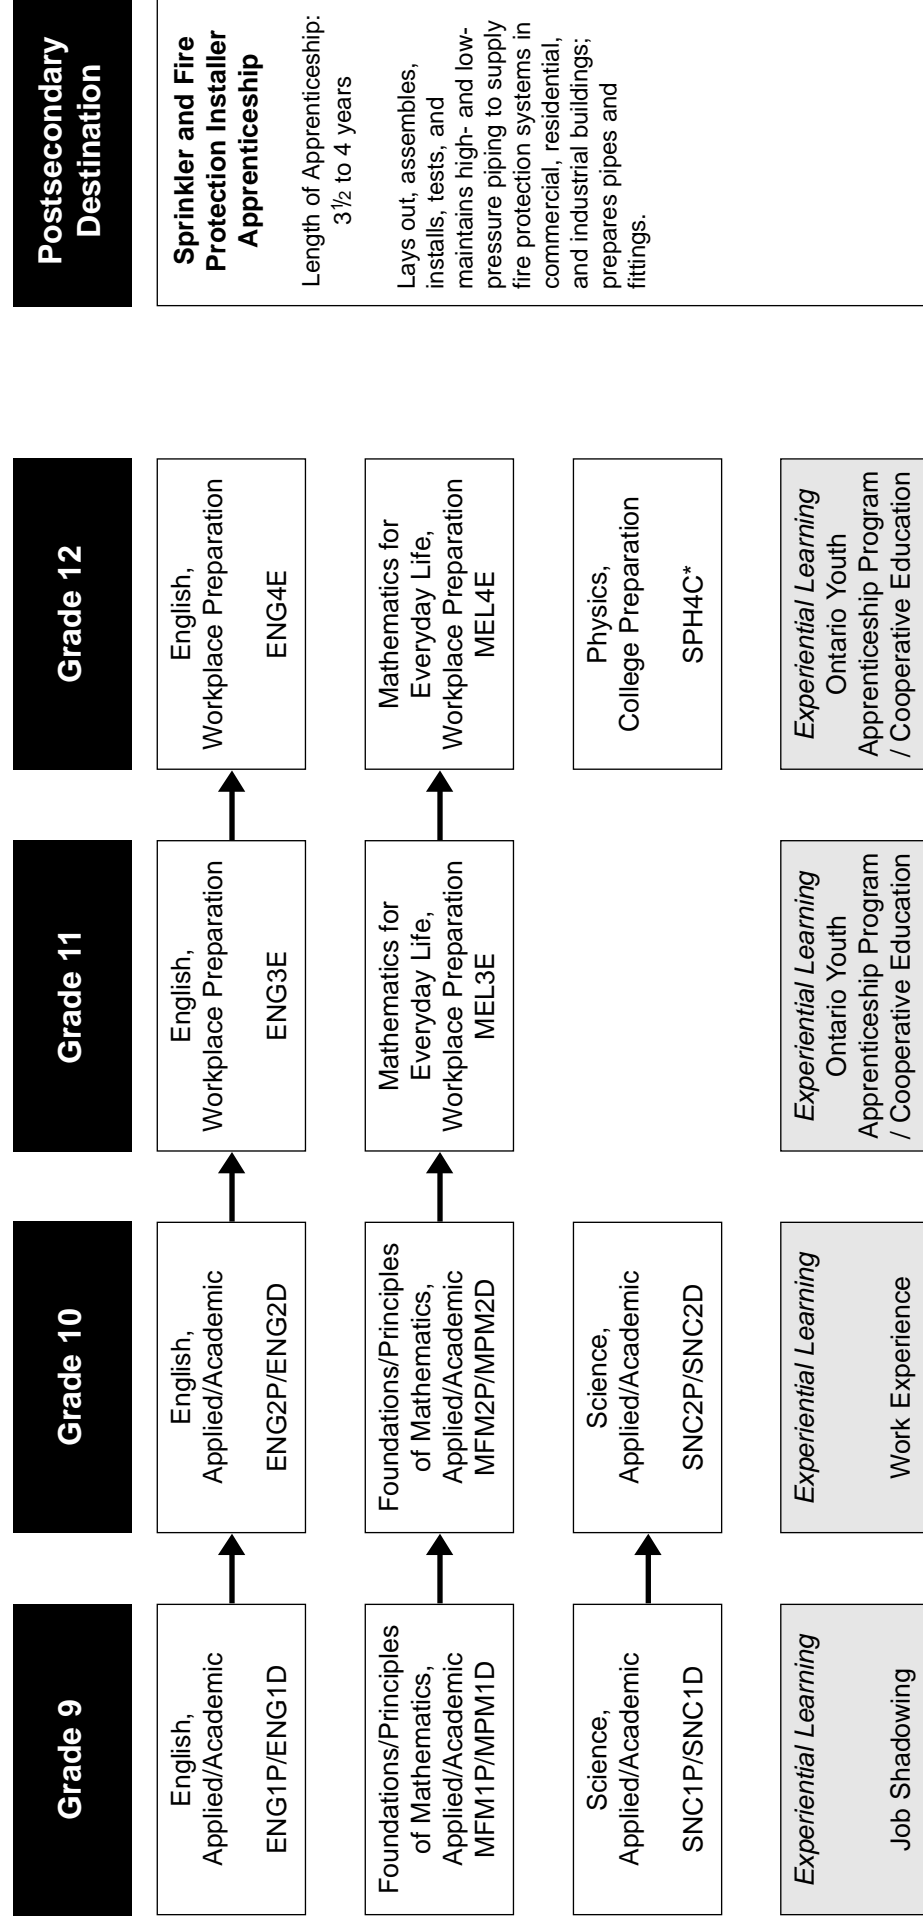 Grade 9
Grade 10
Grade 11
Grade 12
Postsecondary
Destination
English,
Applied/Academic
ENG1P/ENG1D
English,
Applied/Academic
ENG2P/ENG2D
English,
Workplace Preparation
ENG3E
English,
Workplace Preparation
ENG4E
Sprinkler and Fire
Protection Installer
Apprenticeship
Length of Apprenticeship:
3 1/2 to 4 years
Lays out, assembles,
installs, tests, and
maintains high- and low-
pressure piping to supply
fire protection systems in
commercial, residential,
and industrial buildings;
prepares pipes and
fittings.
Foundations/Principles
of Mathematics,
Applied/Academic
MFM1P/MPM1D
Foundations/Principles
of Mathematics,
Applied/Academic
MFM2P/MPM2D
Mathematics for
Everyday Life,
Workplace Preparation
MEL3E
Mathematics for
Everyday Life,
Workplace Preparation
MEL4E
Science,
Applied/Academic
SNC1P/SNC1D
Science,
Applied/Academic
SNC2P/SNC2D
Physics,
College Preparation
SPH4C*
Experiential Learning
Job Shadowing
Experiential Learning
Work Experience
Experiential Learning
Ontario Youth
Apprenticeship Program
/ Cooperative Education
Experiential Learning
Ontario Youth
Apprenticeship Program
/ Cooperative Education